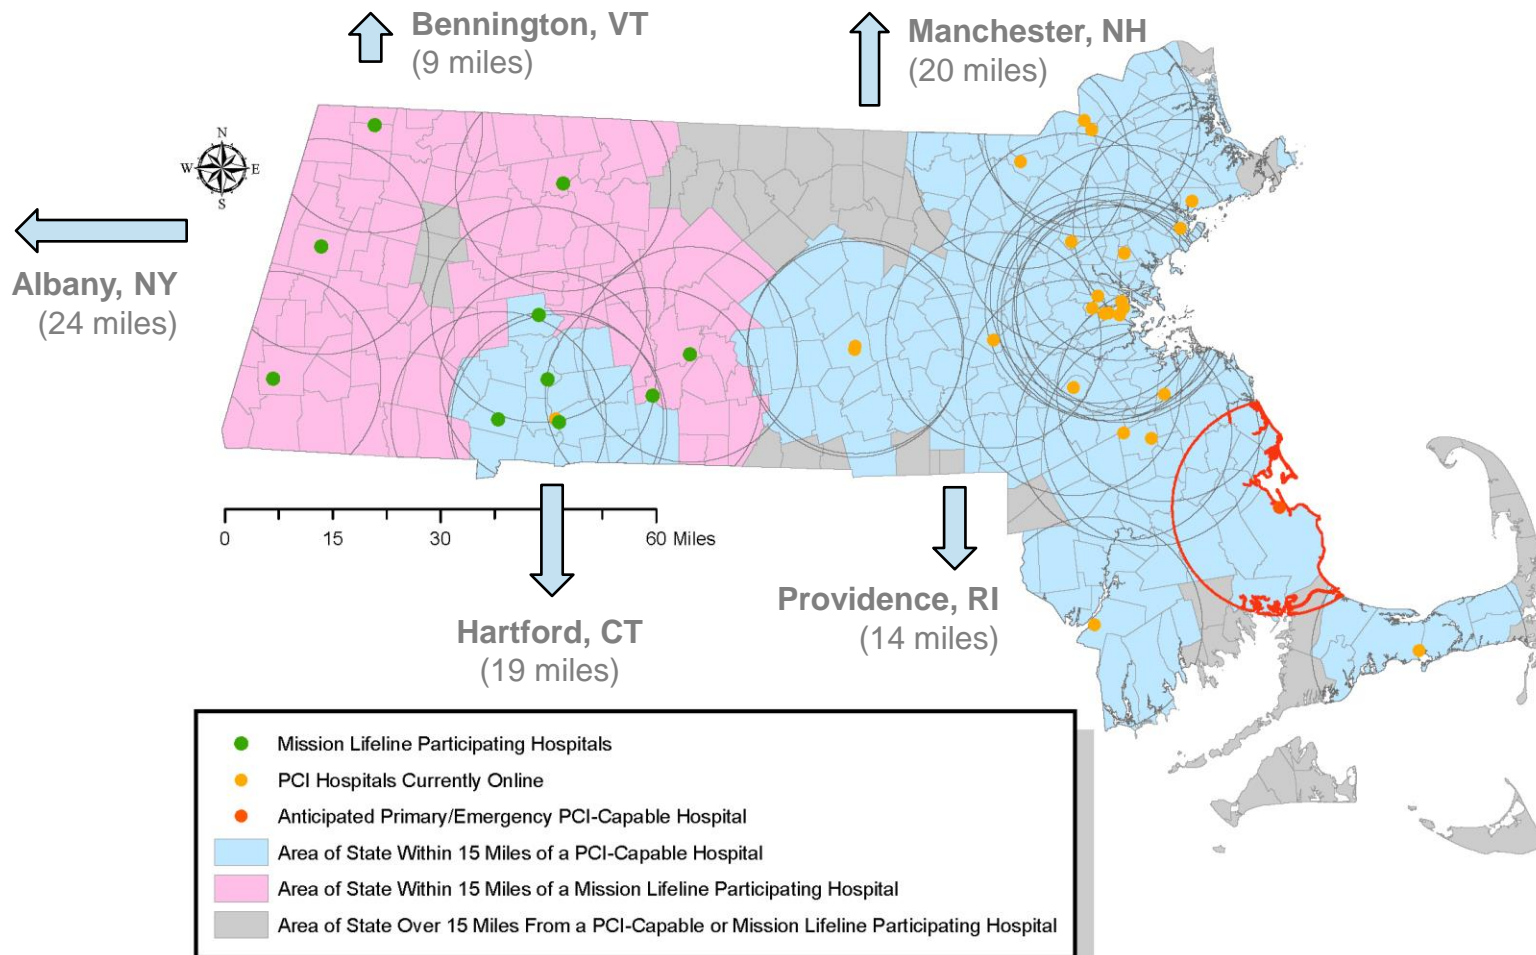 Bennington, VT
(9 miles)
Manchester, NH
(20 miles)
N
W
E
S
Albany, NY
(24 miles)
0
15
30
60 Miles
Hartford, CT
(19 miles)
Providence, RI
(14 miles)
Mission Lifeline Participating Hospitals
PCI Hospitals Currently Online
Anticipated Primary/Emergency PCI-Capable Hospital
Area of State Within 15 Miles of a PCI-Capable Hospital
Area of State Within 15 Miles of a Mission Lifeline Participating Hospital
Area of State Over 15 Miles From a PCI-Capable or Mission Lifeline Participating Hospital